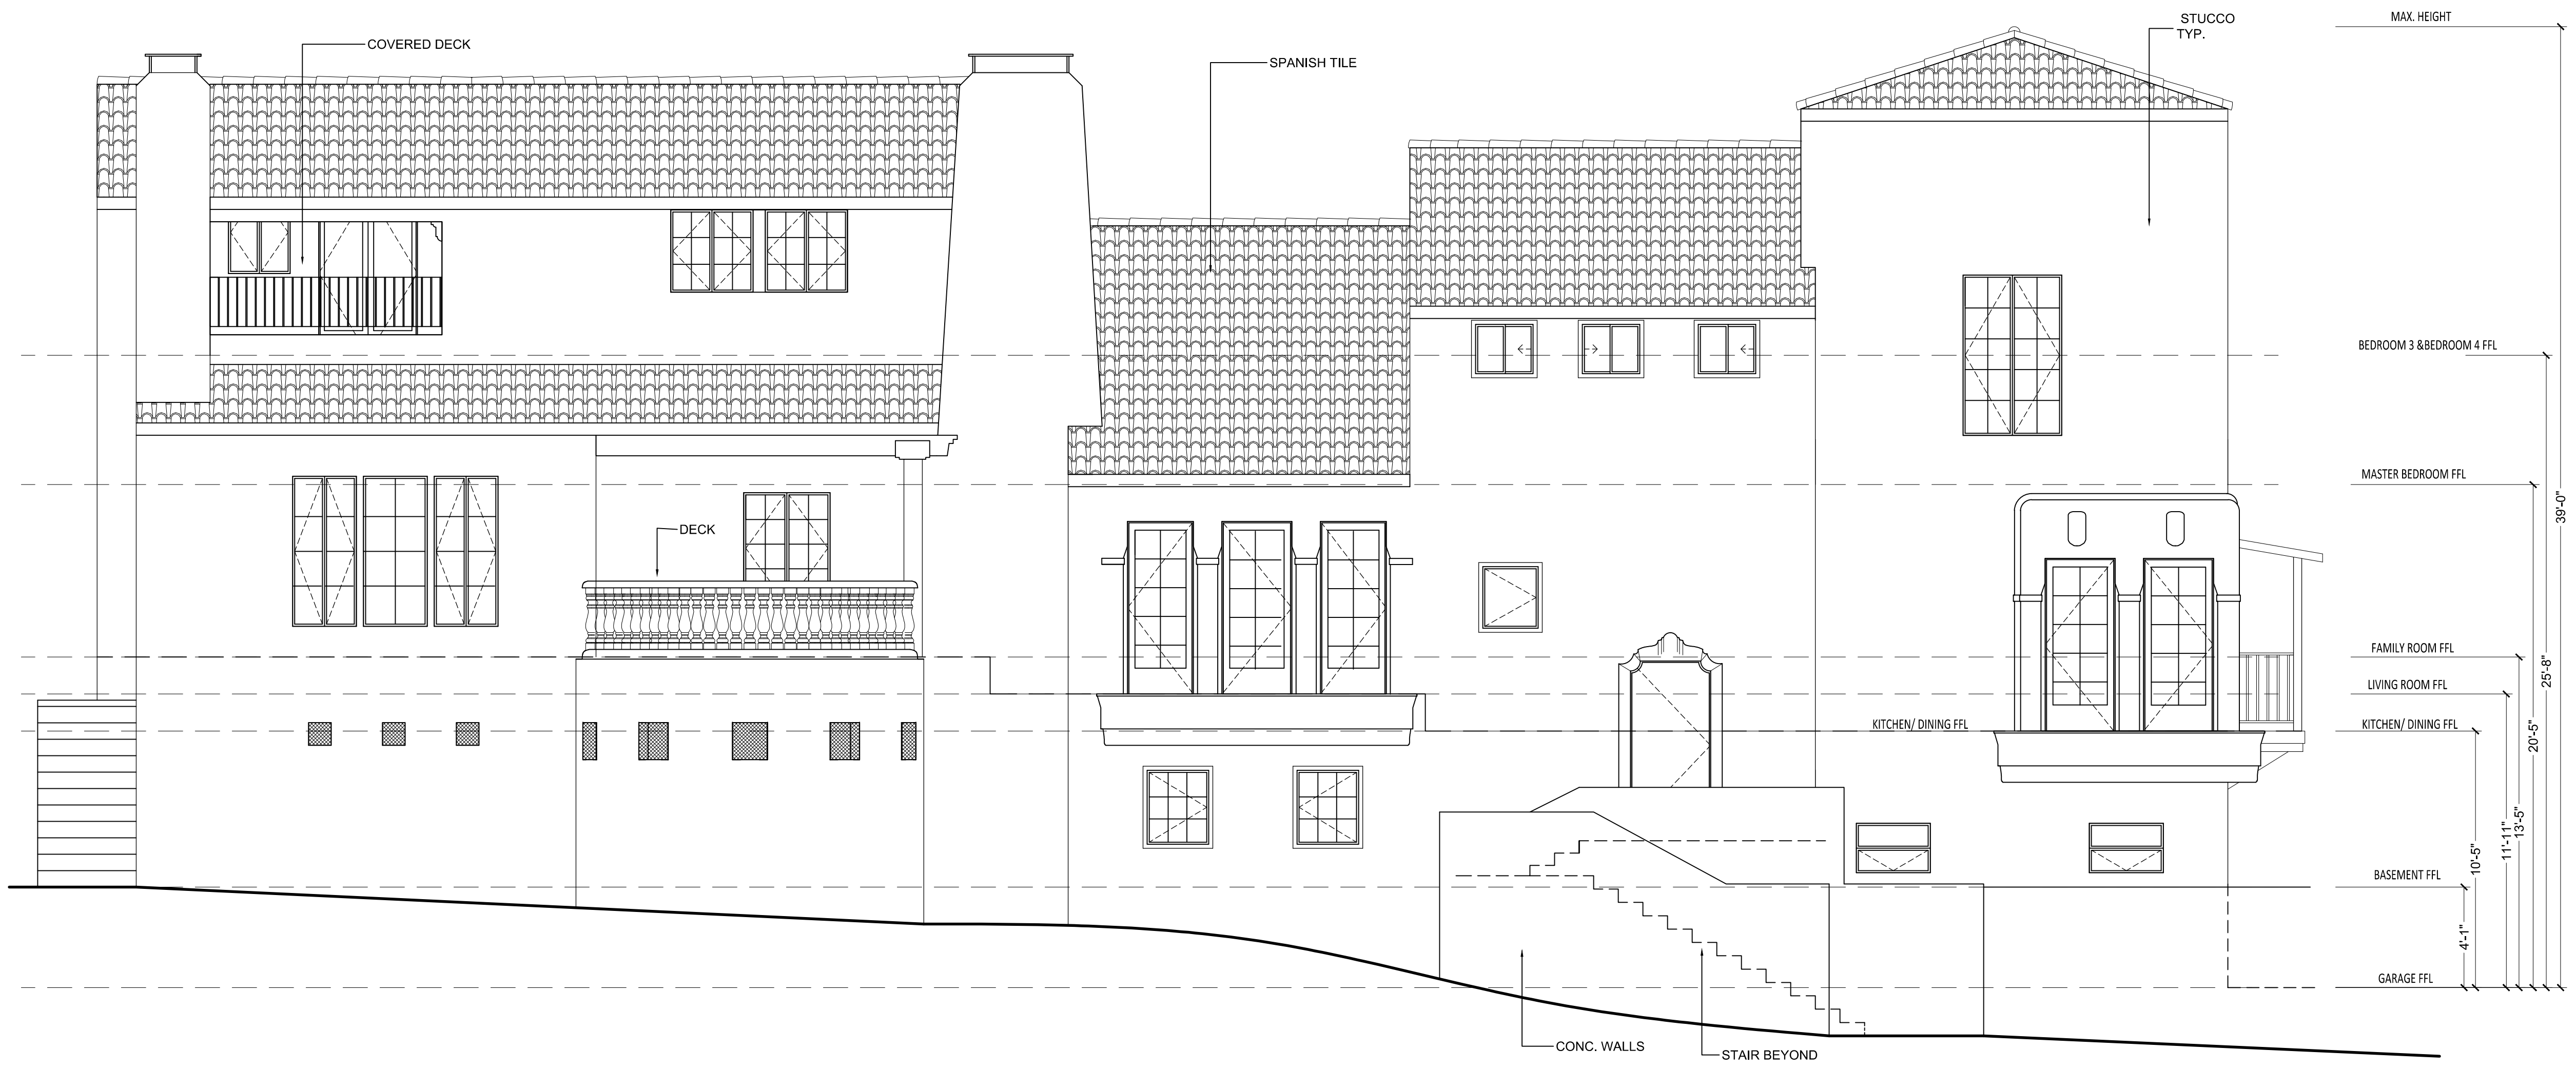 MAX. HEIGHT
STUCCO
TYP.
COVERED DECK
SPANISH TILE
BEDROOM 3 &BEDROOM 4 FFL
MASTER BEDROOM FFL
39'-0"
DECK
FAMILY ROOM FFL
25'-8"
LIVING ROOM FFL
KITCHEN/ DINING FFL
KITCHEN/ DINING FFL
20'-5"
13'-5"
11'-11"
10'-5"
BASEMENT FFL
4'-1"
GARAGE FFL
CONC. WALLS
STAIR BEYOND